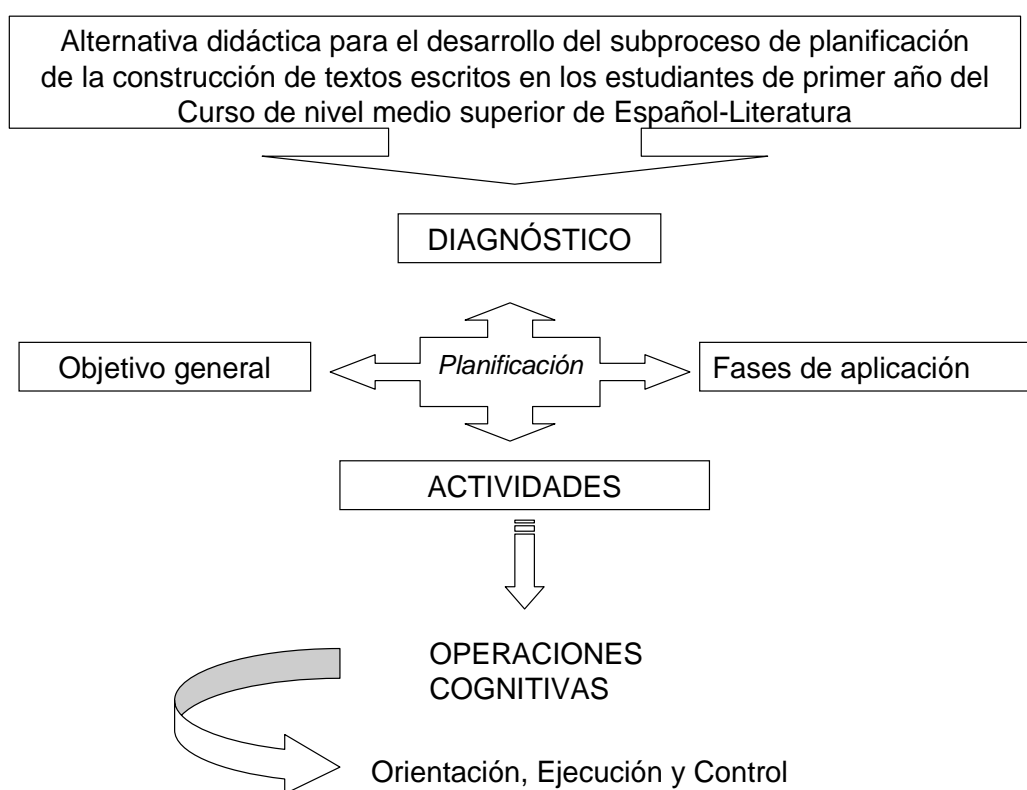 Alternativa didáctica para el desarrollo del subproceso de planificación
de la construcción de textos escritos en los estudiantes de primer año del
Curso de nivel medio superior de Español-Literatura
DIAGNÓSTICO
Objetivo general
Planificación
Fases de aplicación
ACTIVIDADES
OPERACIONES
COGNITIVAS
Orientación, Ejecución y Control